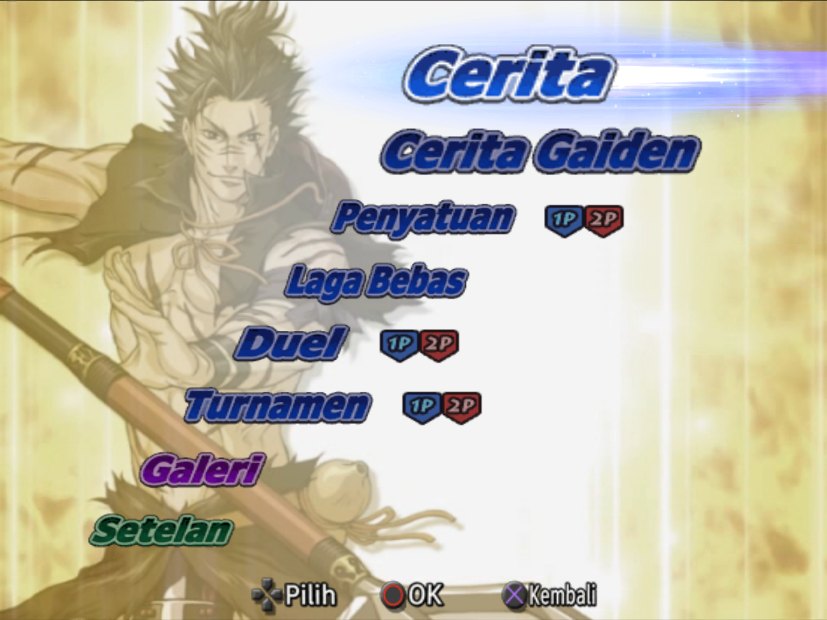 Cerita
Cerita Gaiden
Penyatuan 1P 2P
Laga Bebas
Duel 1P 2P
Turnamen 1P 2P
Galeri
Setelan
Pilih OK Kembali